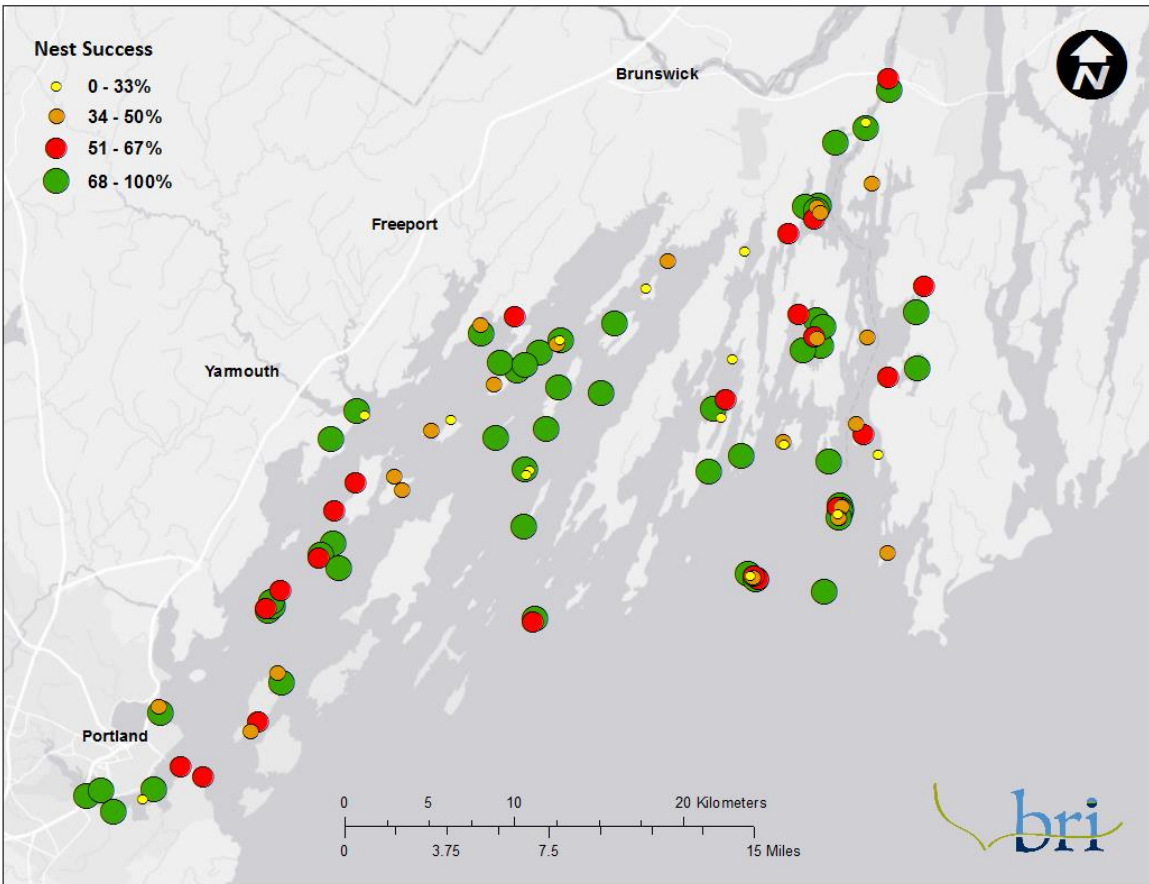 Nest Success
0 - 33%
34 - 50%
51 - 67%
68 - 100%
Brunswick
N
Freeport
Yarmouth
Portland
0 5 10 20 Kilometers
0 3.75 7.5 15 Miles
bri